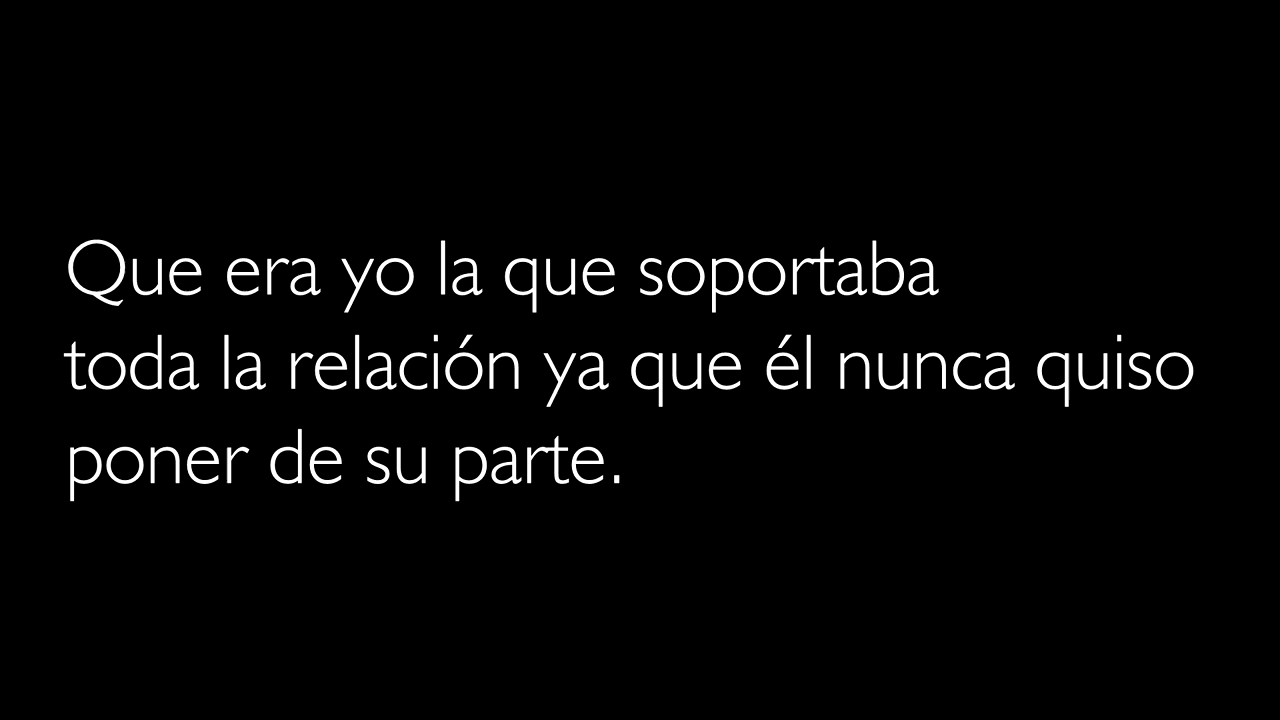 Que era yo la que soportaba
toda la relación ya que él nunca quiso
poner de su parte.